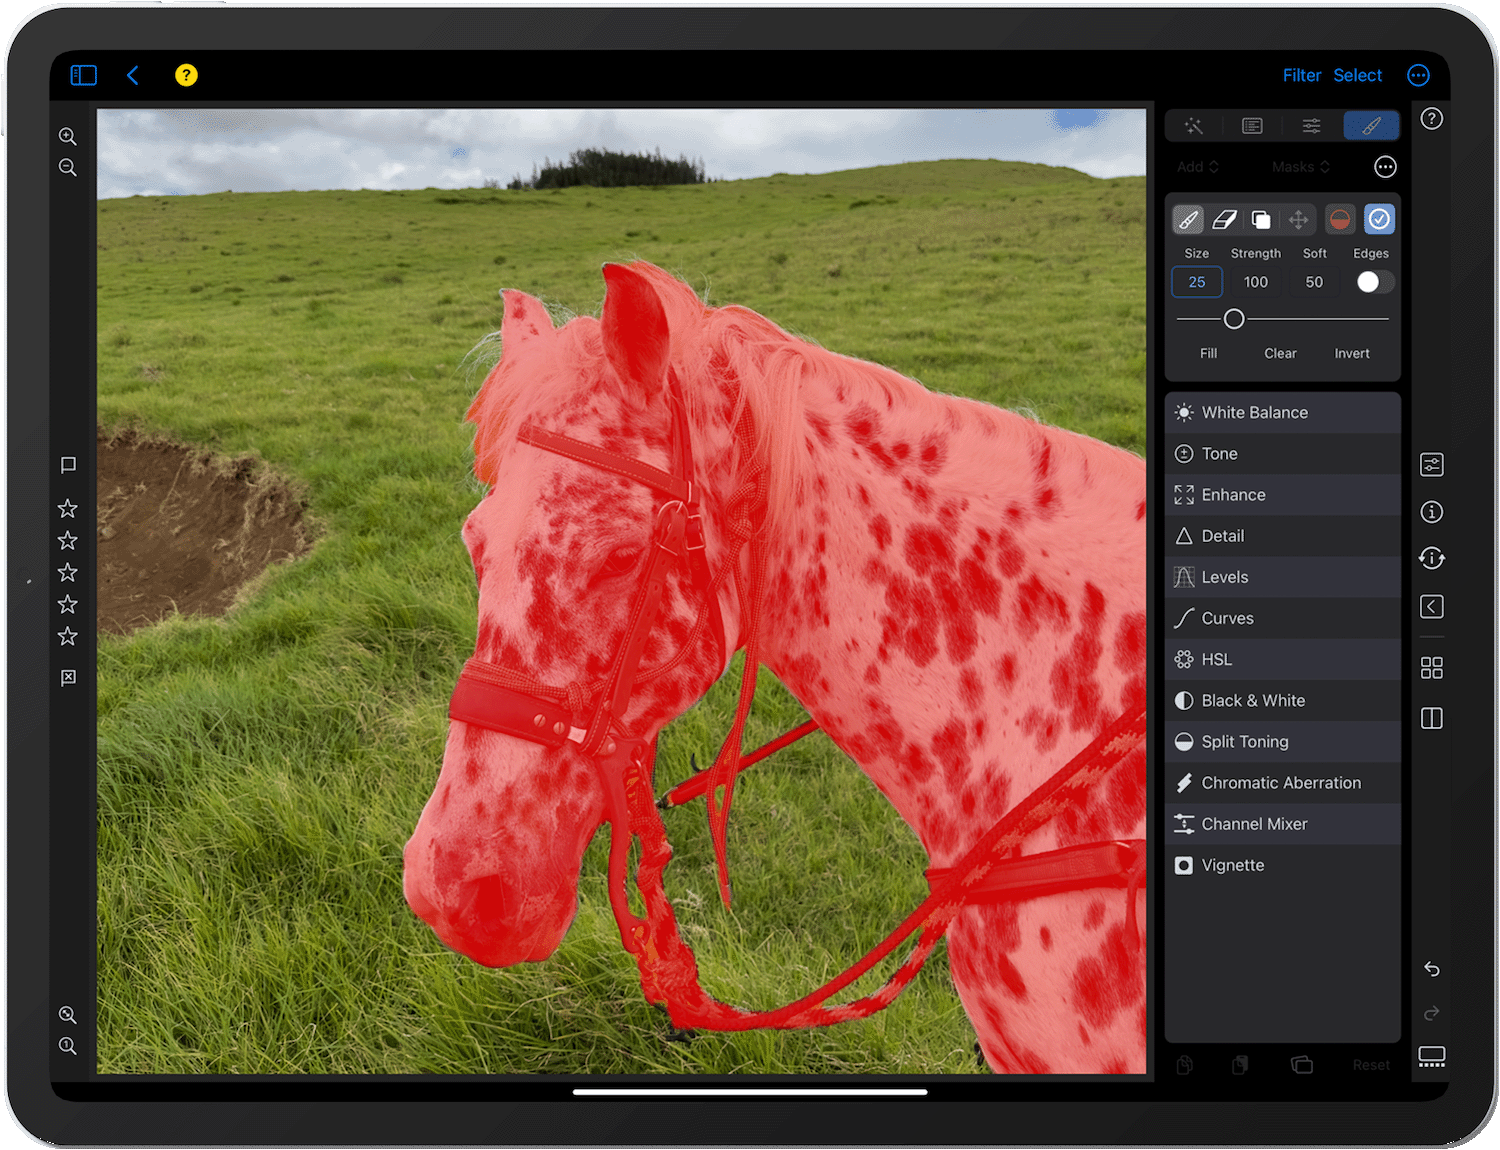 ?
Filter Select
?
Add Masks
Size Strength Soft Edges
25 100 50
Fill Clear Invert
White Balance
Tone
Enhance
Detail
Levels
Curves
HSL
Black & White
Split Toning
Chromatic Aberration
Channel Mixer
Vignette
1
Reset